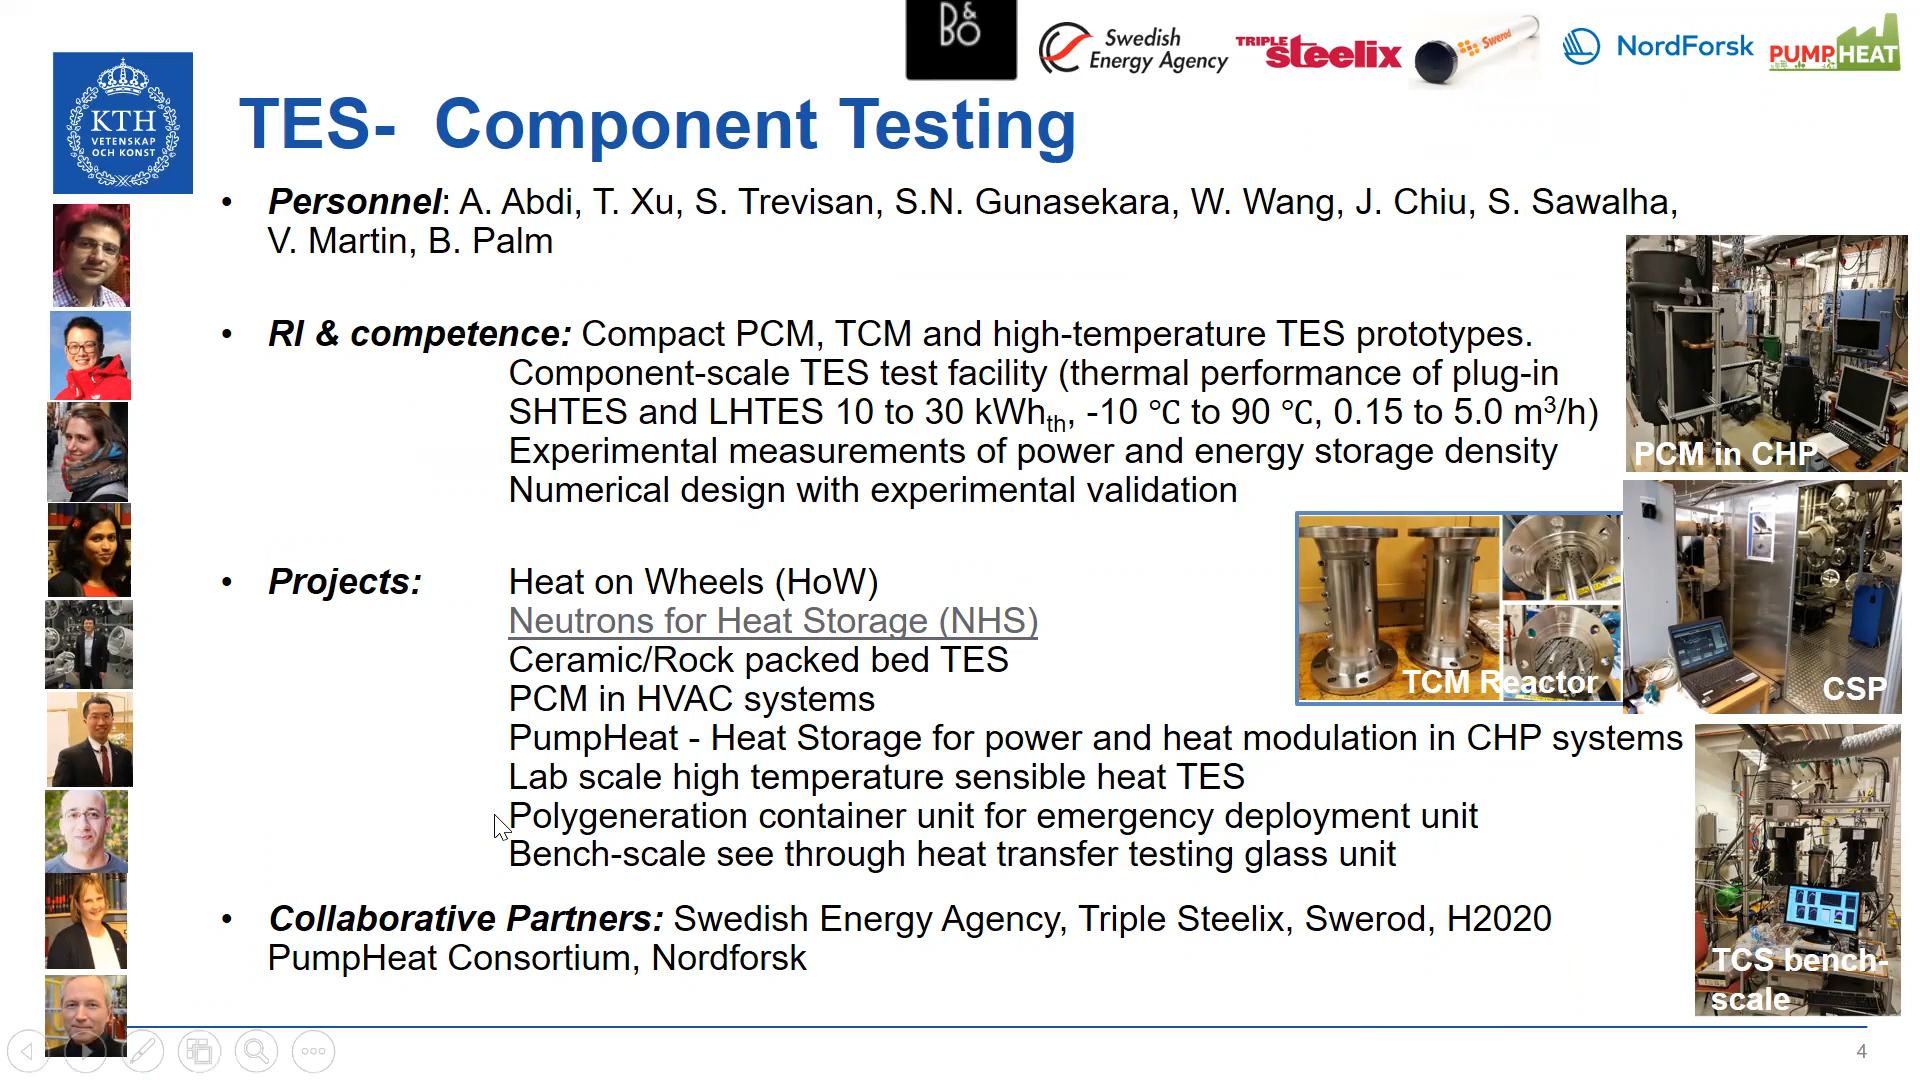 B&O
Swedish
Energy Agency
TRIPLE
steelix
Swerod
NordForsk
PUMPHEAT
KTH
VETENSKAP
OCH KONST
TES- Component Testing
• Personnel: A. Abdi, T. Xu, S. Trevisan, S.N. Gunasekara, W. Wang, J. Chiu, S. Sawalha,
V. Martin, B. Palm
• RI & competence: Compact PCM, TCM and high-temperature TES prototypes.
Component-scale TES test facility (thermal performance of plug-in
SHTES and LHTES 10 to 30 kWhth, -10 ℃ to 90 ℃, 0.15 to 5.0 m³/h)
Experimental measurements of power and energy storage density
Numerical design with experimental validation
PCM in CHP
• Projects: Heat on Wheels (HoW)
Neutrons for Heat Storage (NHS)
Ceramic/Rock packed bed TES
PCM in HVAC systems
PumpHeat - Heat Storage for power and heat modulation in CHP systems
Lab scale high temperature sensible heat TES
Polygeneration container unit for emergency deployment unit
Bench-scale see through heat transfer testing glass unit
TCM Reactor
CSP
• Collaborative Partners: Swedish Energy Agency, Triple Steelix, Swerod, H2020
PumpHeat Consortium, Nordforsk
TCS bench-
scale
4